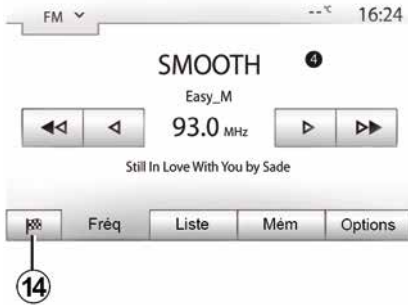 FM
--°C 16:24
SMOOTH 4
Easy_M
93.0 MHz
Still In Love With You by Sade
Fréq Liste Mém Options
14